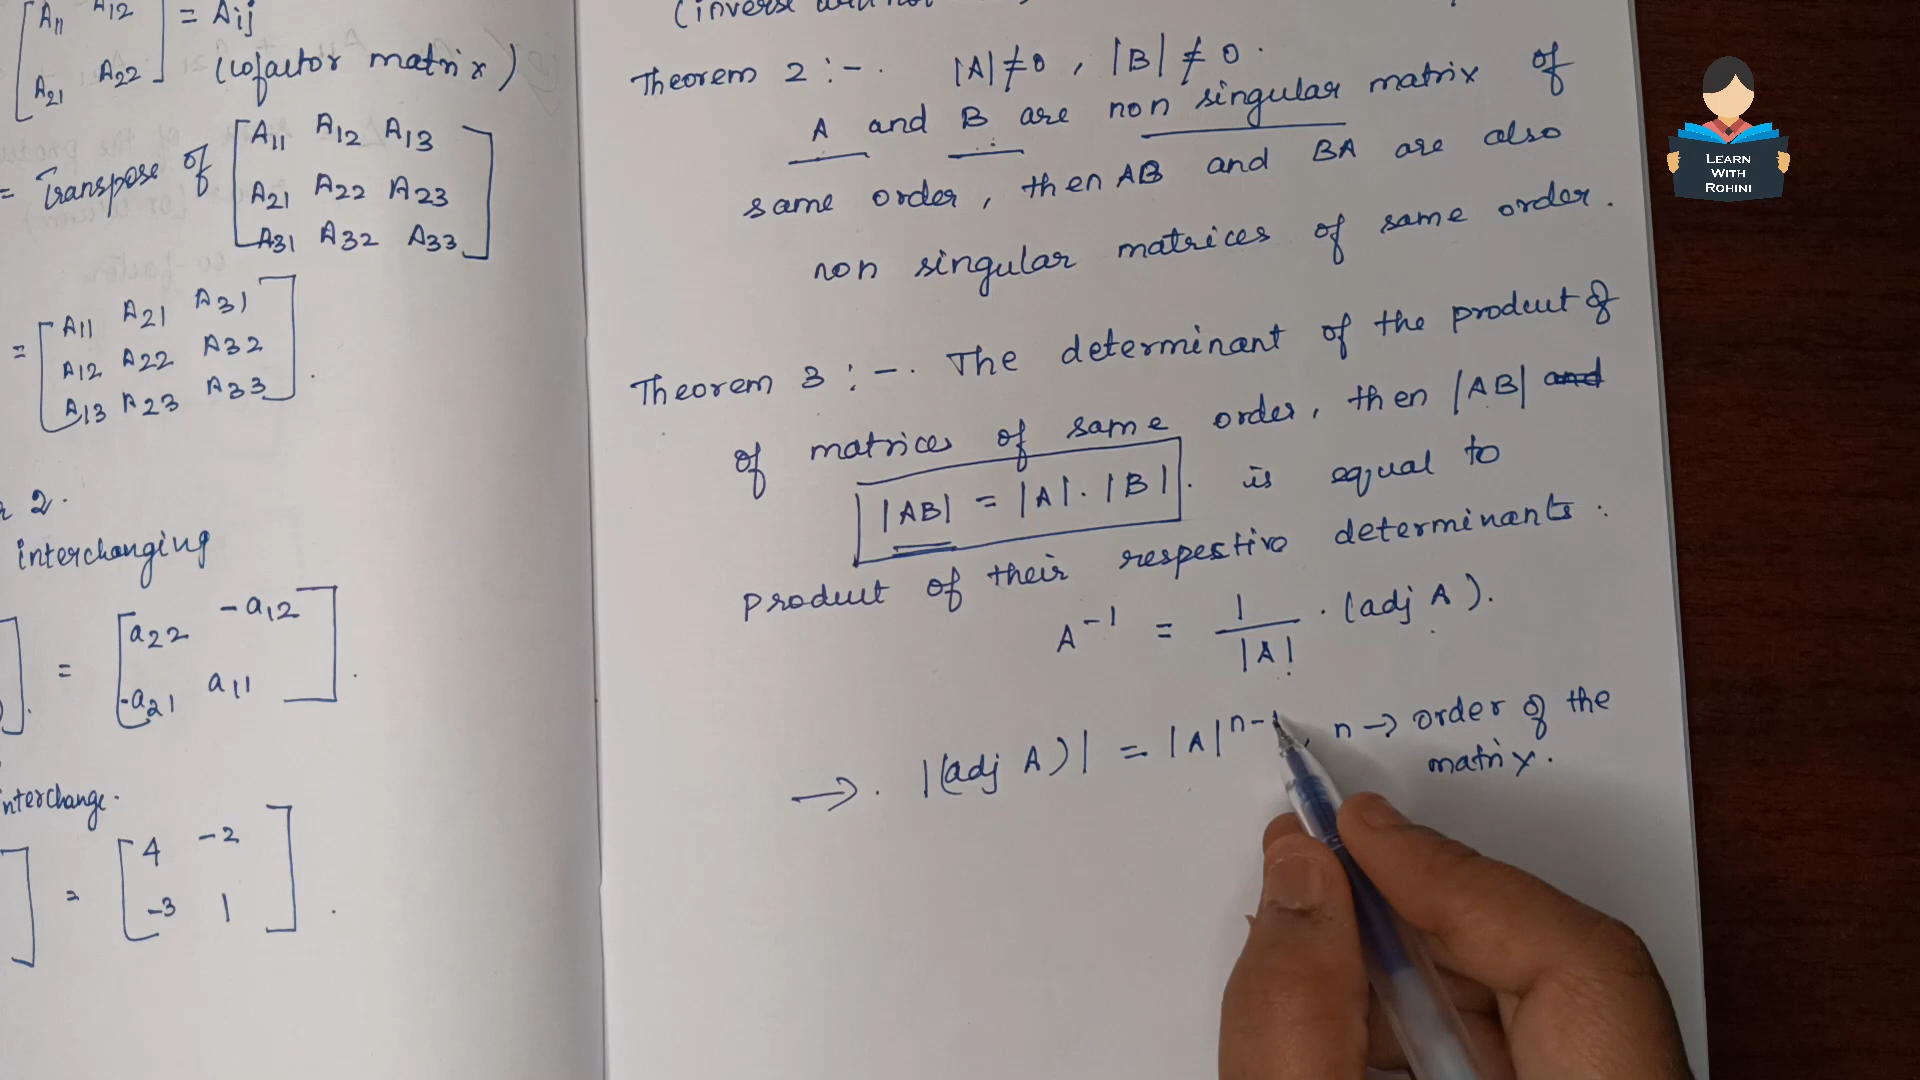 A11 A12 = Aij
A21 A22 (cofactor matrix)
= Transpose of A11 A12 A13
A21 A22 A23
A31 A32 A33
= A11 A21 A31
A12 A22 A32
A13 A23 A33 .
2.
interchanging
= a22 -a12
-a21 a11 .
interchange.
= 4 -2
-3 1 .
(inverse
Theorem 2 :-. |A|≠0 , |B| ≠ 0 .
A and B are non singular matrix of
same order, then AB and BA are also
non singular matrices of same order.
Theorem 3 :-. The determinant of the product of
of matrices of same order, then |AB| and
|AB| = |A|.|B| . is equal to
product of their respective determinants.
A^-1 = 1/|A| . (adj A).
→. |(adj A)| = |A|^n-1, n → order of the
matrix.
LEARN
WITH
ROHINI